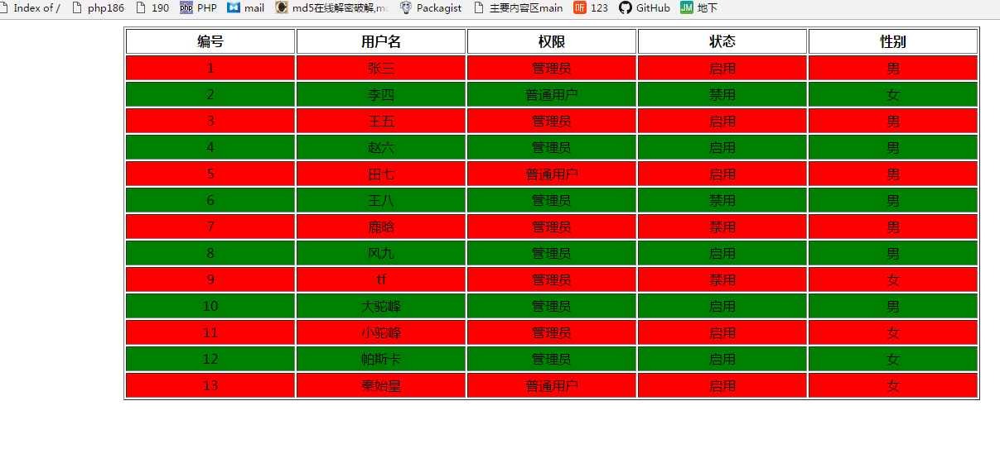 Index of / php186 190 PHP mail md5在线解密破解,md 主要内容区main Packagist 听 123 GitHub JM 地下
编号 用户名 权限 状态 性别
1 张三 管理员 启用 男
2 李四 普通用户 禁用 女
3 王五 管理员 启用 男
4 赵六 管理员 启用 男
5 田七 普通用户 启用 男
6 王八 管理员 禁用 男
7 鹿晗 管理员 禁用 男
8 风九 管理员 启用 男
9 tf 管理员 禁用 女
10 大驼峰 管理员 启用 男
11 小驼峰 管理员 启用 女
12 帕斯卡 管理员 启用 女
13 秦始皇 普通用户 启用 女